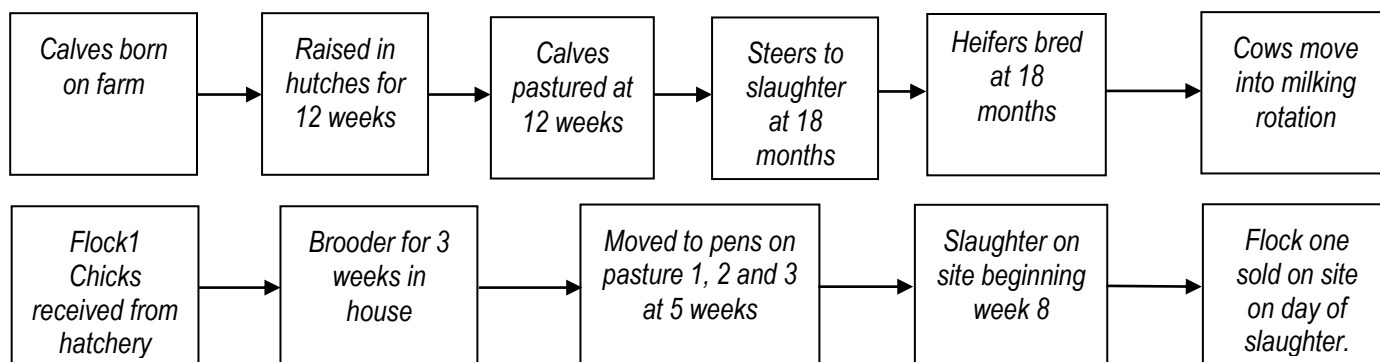 Calves born
on farm
Raised in
hutches for
12 weeks
Calves
pastured at
12 weeks
Steers to
slaughter
at 18
months
Heifers bred
at 18
months
Cows move
into milking
rotation
Flock1
Chicks
received from
hatchery
Brooder for 3
weeks in
house
Moved to pens on
pasture 1, 2 and 3
at 5 weeks
Slaughter on
site beginning
week 8
Flock one
sold on site
on day of
slaughter.